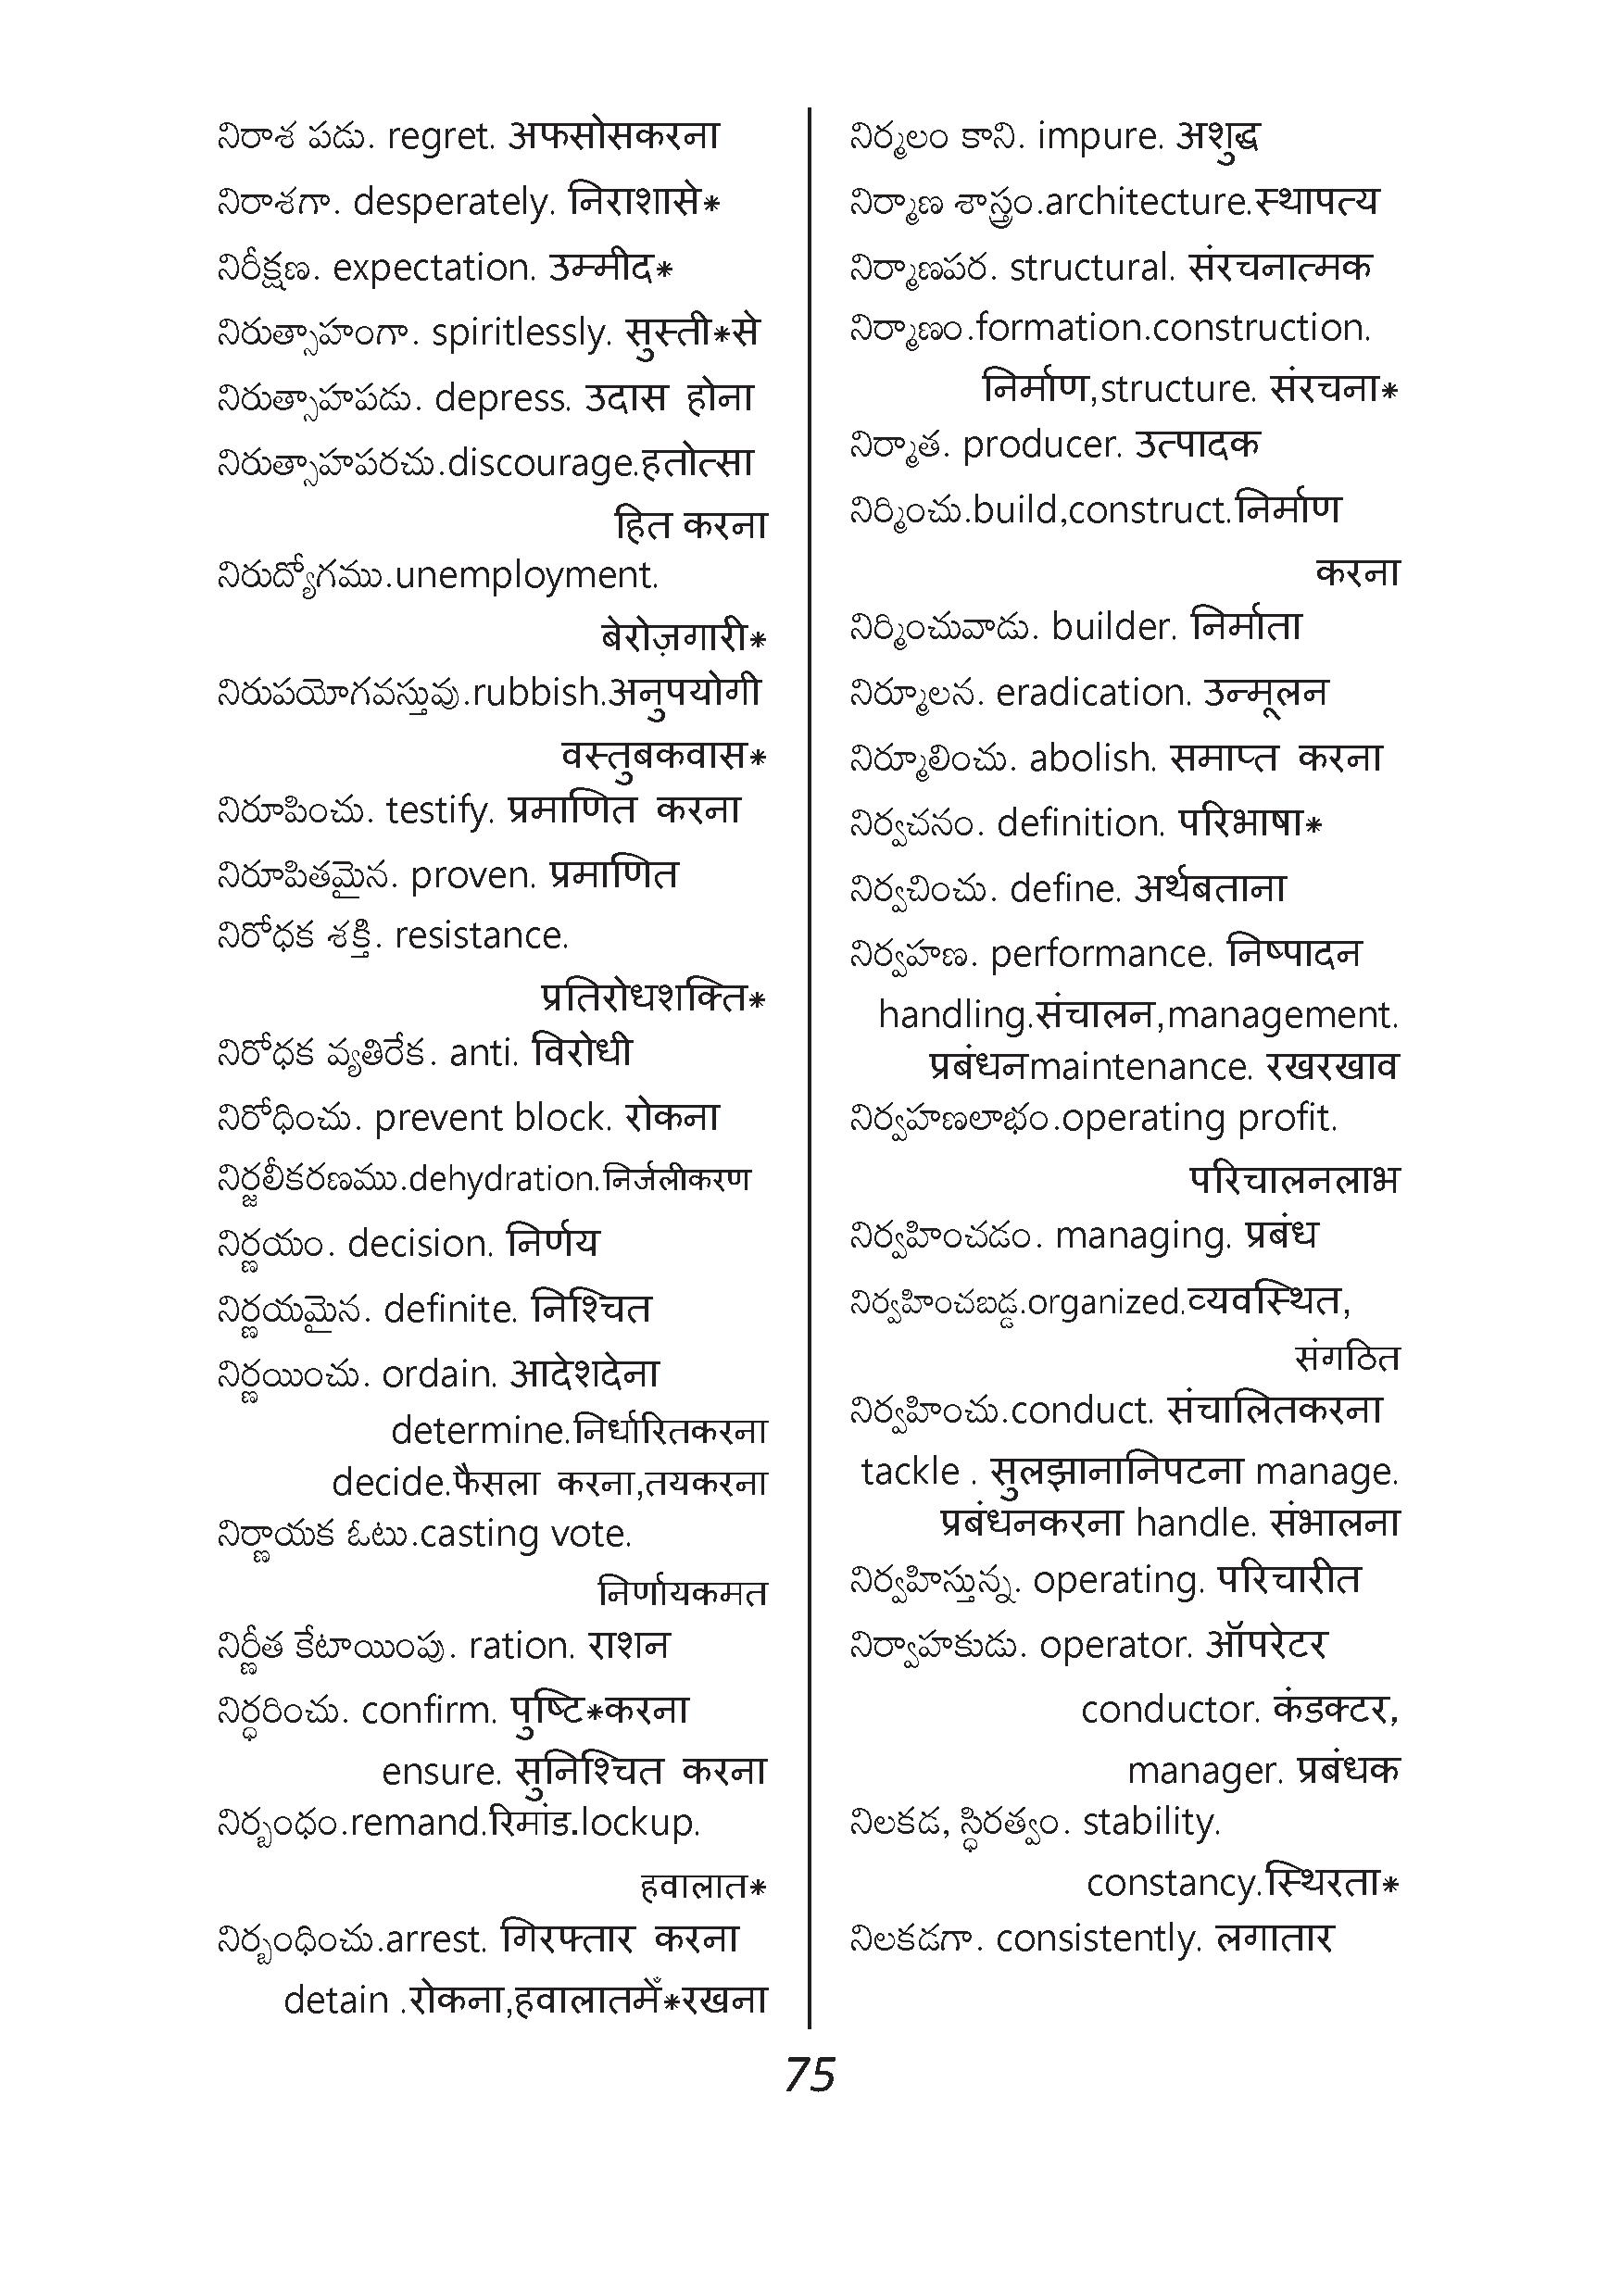 నిరాశ పడు. regret. अफसोसकरना
నిరాశగా. desperately. निराशासे*
నిరీక్షణ. expectation. उम्मीद*
నిరుత్సాహంగా. spiritlessly. सुस्ती*से
నిరుత్సాహపడు. depress. उदास होना
నిరుత్సాహపరచు.discourage.हतोत्सा
हित करना
నిరుద్యోగము.unemployment.
बेरोज़गारी*
నిరుపయోగవస్తువు.rubbish.अनुपयोगी
वस्तुबकवास*
నిరూపించు. testify. प्रमाणित करना
నిరూపితమైన. proven. प्रमाणित
నిరోధక శక్తి. resistance.
प्रतिरोधशक्ति*
నిరోధక వ్యతిరేక. anti. विरोधी
నిరోధించు. prevent block. रोकना
నిర్జలీకరణము.dehydration.निर्जलीकरण
నిర్ణయం. decision. निर्णय
నిర్ణయమైన. definite. निश्चित
నిర్ణయించు. ordain. आदेशदेना
determine.निर्धारितकरना
decide.फैसला करना,तयकरना
నిర్ణాయక ఓటు.casting vote.
निर्णायकमत
నిర్ణీత కేటాయింపు. ration. राशन
నిర్ధరించు. confirm. पुष्टि*करना
ensure. सुनिश्चित करना
నిర్బంధం.remand.रिमांड.lockup.
हवालात*
నిర్బంధించు.arrest. गिरफ्तार करना
detain .रोकना,हवालातमेँ*रखना
నిర్మలం కాని. impure. अशुद्ध
నిర్మాణ శాస్త్రం.architecture.स्थापत्य
నిర్మాణపర. structural. संरचनात्मक
నిర్మాణం.formation.construction.
निर्माण,structure. संरचना*
నిర్మాత. producer. उत्पादक
నిర్మించు.build,construct.निर्माण
करना
నిర్మించువాడు. builder. निर्माता
నిర్మూలన. eradication. उन्मूलन
నిర్మూలించు. abolish. समाप्त करना
నిర్వచనం. definition. परिभाषा*
నిర్వచించు. define. अर्थबताना
నిర్వహణ. performance. निष्पादन
handling.संचालन,management.
प्रबंधनmaintenance. रखरखाव
నిర్వహణలాభం.operating profit.
परिचालनलाभ
నిర్వహించడం. managing. प्रबंध
నిర్వహించబడ్డ.organized.व्यवस्थित,
संगठित
నిర్వహించు.conduct. संचालितकरना
tackle . सुलझानानिपटना manage.
प्रबंधनकरना handle. संभालना
నిర్వహిస్తున్న. operating. परिचारीत
నిర్వాహకుడు. operator. ऑपरेटर
conductor. कंडक्टर,
manager. प्रबंधक
నిలకడ, స్థిరత్వం. stability.
constancy.स्थिरता*
నిలకడగా. consistently. लगातार
75